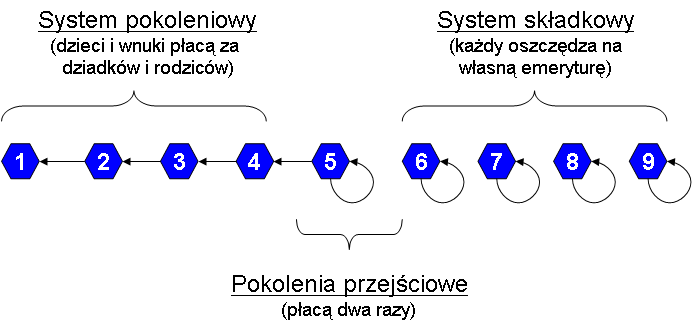 System pokoleniowy
(dzieci i wnuki płacą za
dziadków i rodziców)
System składkowy
(każdy oszczędza na
własną emeryturę)
1 2 3 4 5 6 7 8 9
Pokolenia przejściowe
(płacą dwa razy)